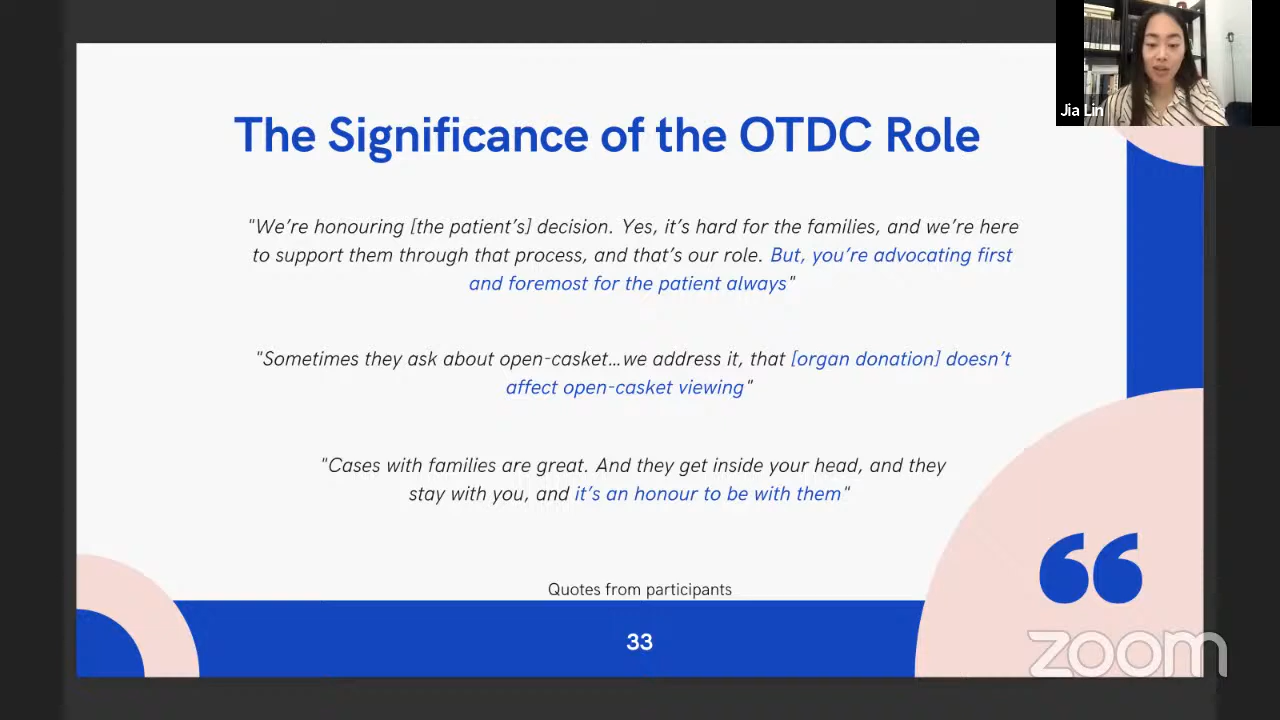 Jia Lin
The Significance of the OTDC Role
"We’re honouring [the patient’s] decision. Yes, it’s hard for the families, and we’re here
to support them through that process, and that’s our role. But, you’re advocating first
and foremost for the patient always"
"Sometimes they ask about open-casket...we address it, that [organ donation] doesn’t
affect open-casket viewing"
"Cases with families are great. And they get inside your head, and they
stay with you, and it’s an honour to be with them"
Quotes from participants
33
zoom